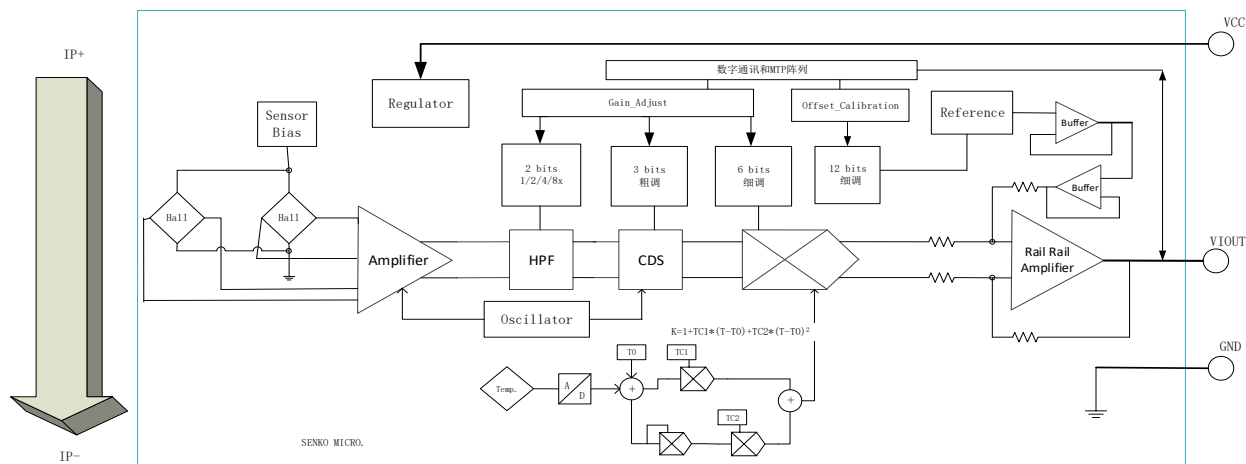 VCC
IP+
数字通讯和MTP阵列
Regulator
Gain_Adjust
Offset_Calibration
Reference
Buffer
Sensor
Bias
2 bits
1/2/4/8x
3 bits
粗调
6 bits
细调
12 bits
细调
Buffer
Hall
Hall
Amplifier
HPF
CDS
Rail Rail
Amplifier
VIOUT
Oscillator
K=1+TC1*(T-T0)+TC2*(T-T0)²
GND
T0
TC1
Temp.
A
D
+
+
TC2
SENKO MICRO.
IP-